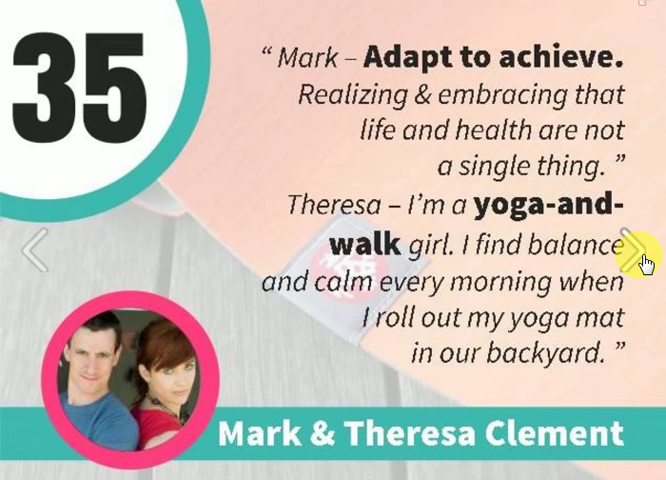 35
“ Mark – Adapt to achieve.
Realizing & embracing that
life and health are not
a single thing. ”
Theresa – I’m a yoga-and-
walk girl. I find balance
and calm every morning when
I roll out my yoga mat
in our backyard. ”
Mark & Theresa Clement